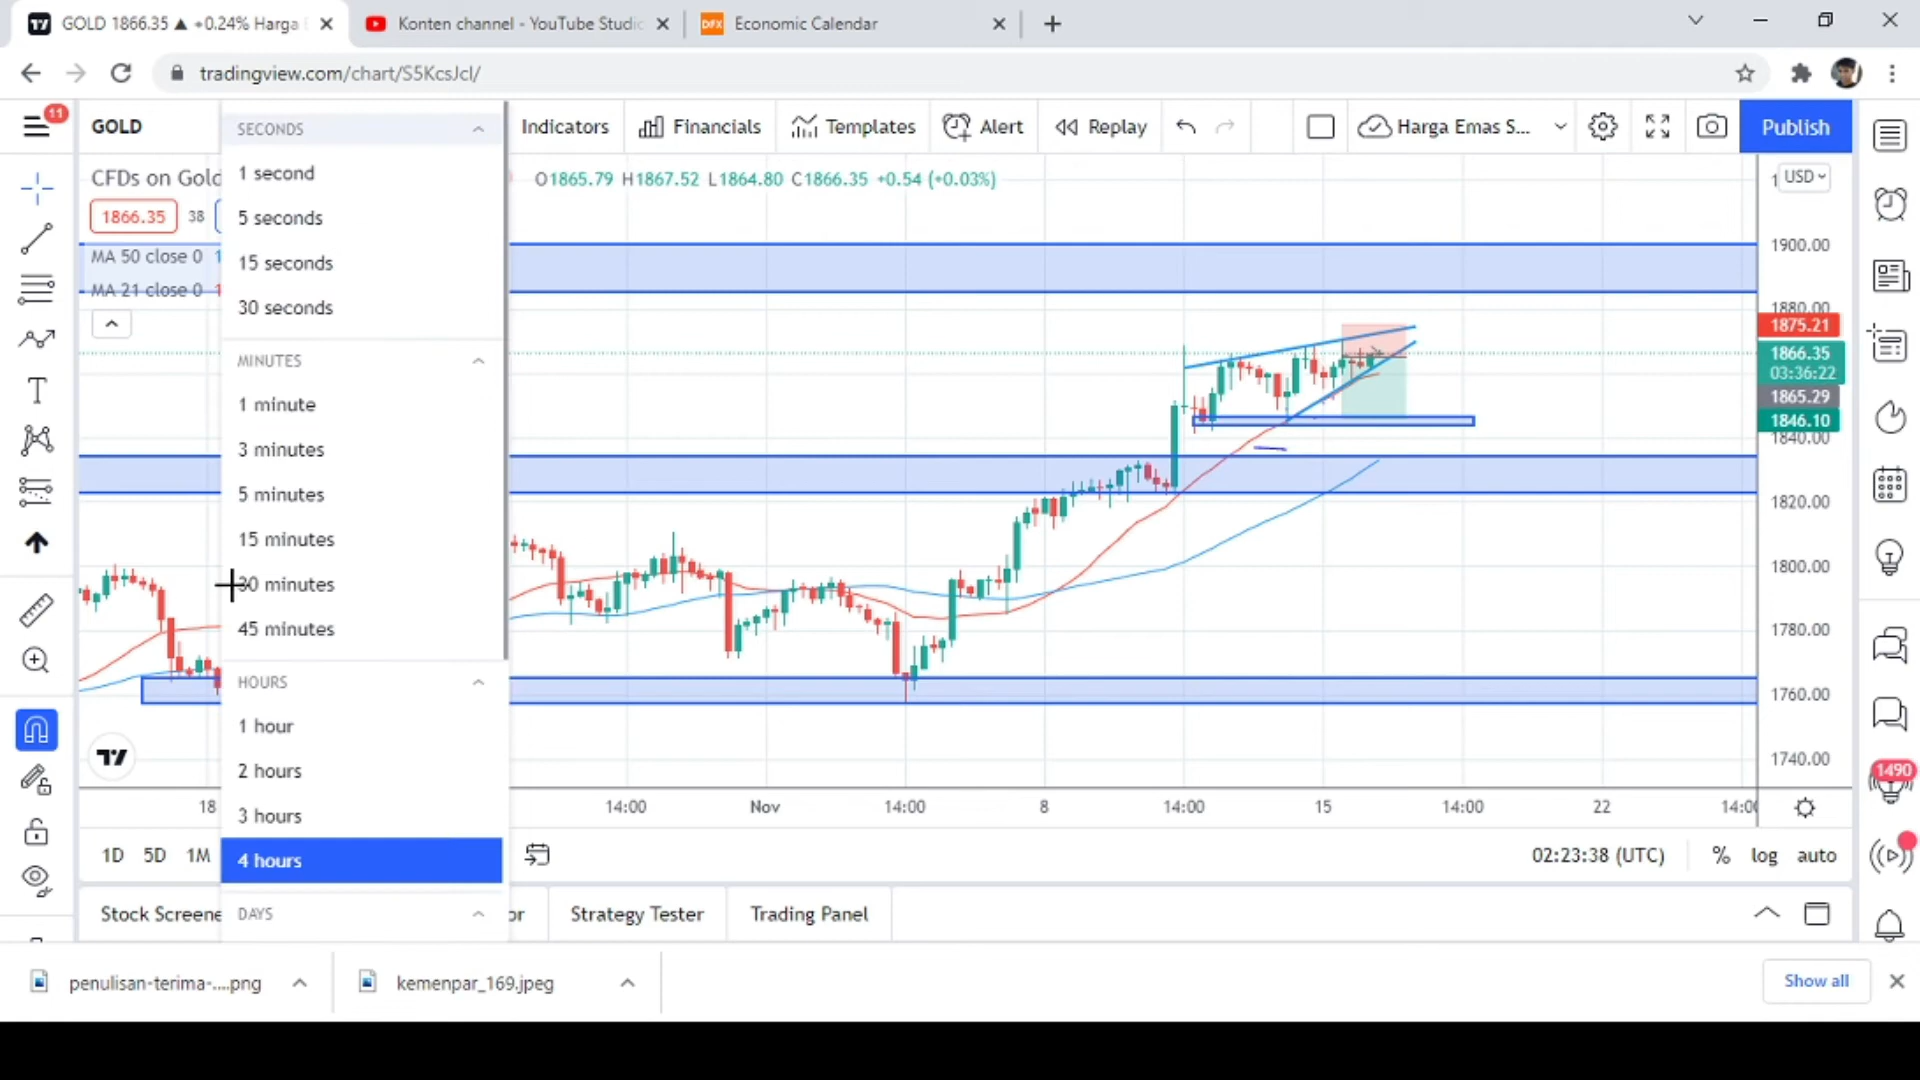 GOLD 1866.35 ▲ +0.24% Harga
Konten channel - YouTube Studio
DFX Economic Calendar
tradingview.com/chart/S5KcsJcl/
11
GOLD
Indicators
Financials
Templates
Alert
Replay
Harga Emas S...
Publish
CFDs on Gold
O1865.79 H1867.52 L1864.80 C1866.35 +0.54 (+0.03%)
USD
1866.35
38
MA 50 close 0
MA 21 close 0
SECONDS
1 second
5 seconds
15 seconds
30 seconds
MINUTES
1 minute
3 minutes
5 minutes
15 minutes
30 minutes
45 minutes
HOURS
1 hour
2 hours
3 hours
4 hours
DAYS
1900.00
1880.00
1875.21
1866.35
03:36:22
1865.29
1846.10
1840.00
1820.00
1800.00
1780.00
1760.00
1740.00
1490
18
14:00
Nov
14:00
8
14:00
15
14:00
22
14:00
1D 5D 1M
02:23:38 (UTC)
% log auto
Stock Screene
or
Strategy Tester
Trading Panel
penulisan-terima-....png
kemenpar_169.jpeg
Show all